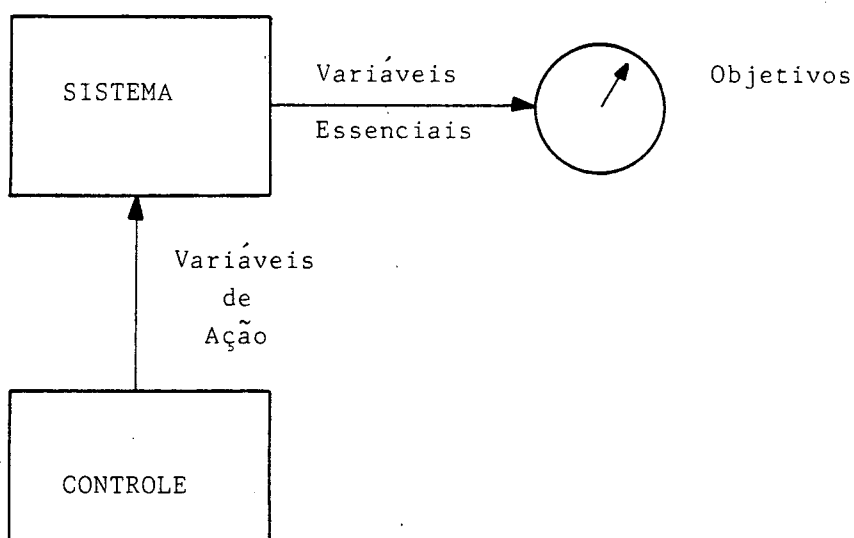 SISTEMA
Variáveis
Essenciais
Objetivos
Variáveis
de
Ação
CONTROLE